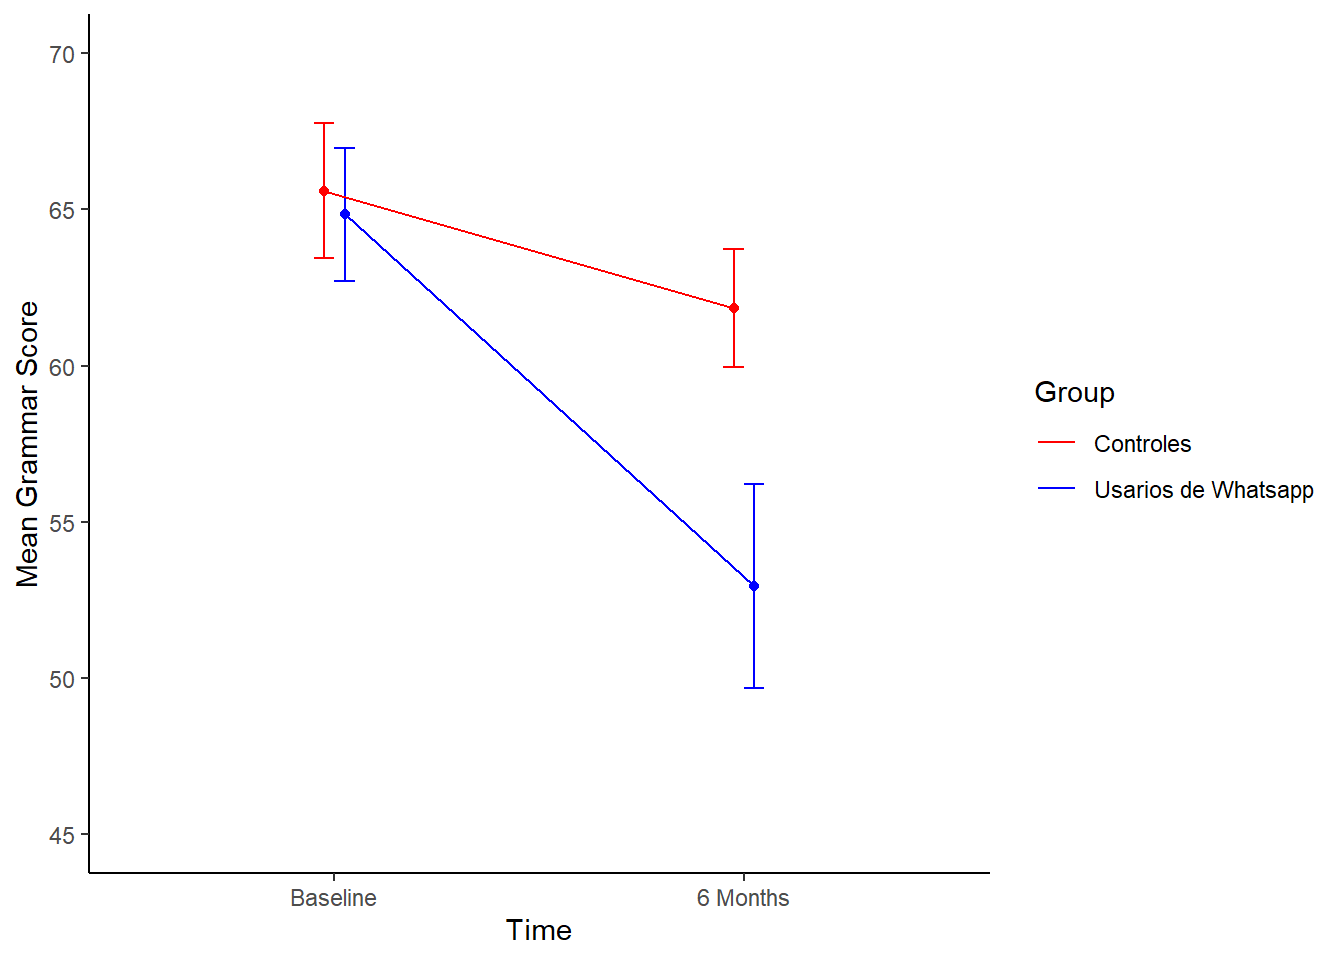 70
65
60
55
50
45
Mean Grammar Score
Baseline
6 Months
Time
Group
Controles
Usarios de Whatsapp